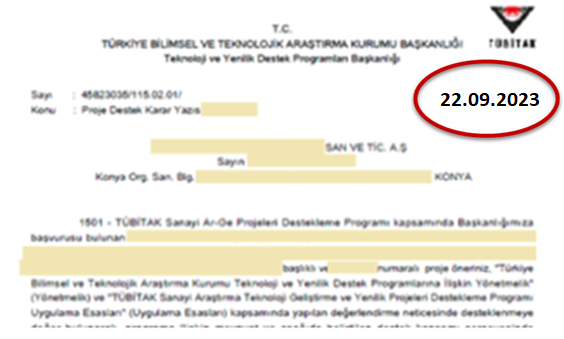 T.C.
TÜRKİYE BİLİMSEL VE TEKNOLOJİK ARAŞTIRMA KURUMU BAŞKANLIĞI
Teknoloji ve Yenilik Destek Programları Başkanlığı
TÜBİTAK
Sayı : 45823035/115.02.01/
Konu : Proje Destek Karar Yazıs
22.09.2023
SAN VE TİC. A.Ş
Sayın
Konya Org. San. Blg. KONYA
1501 - TÜBİTAK Sanayi Ar-Ge Projeleri Destekleme Programı kapsamında Başkanlığımıza
başvurusu bulunan
başlıklı ve numaralı proje öneriniz, "Türkiye
Bilimsel ve Teknolojik Araştırma Kurumu Teknoloji ve Yenilik Destek Programlarına İlişkin Yönetmelik"
(Yönetmelik) ve "TÜBİTAK Sanayi Araştırma Teknoloji Geliştirme ve Yenilik Projeleri Destekleme Programı
Uygulama Esasları" (Uygulama Esasları) kapsamında yapılan değerlendirme neticesinde desteklenmeye